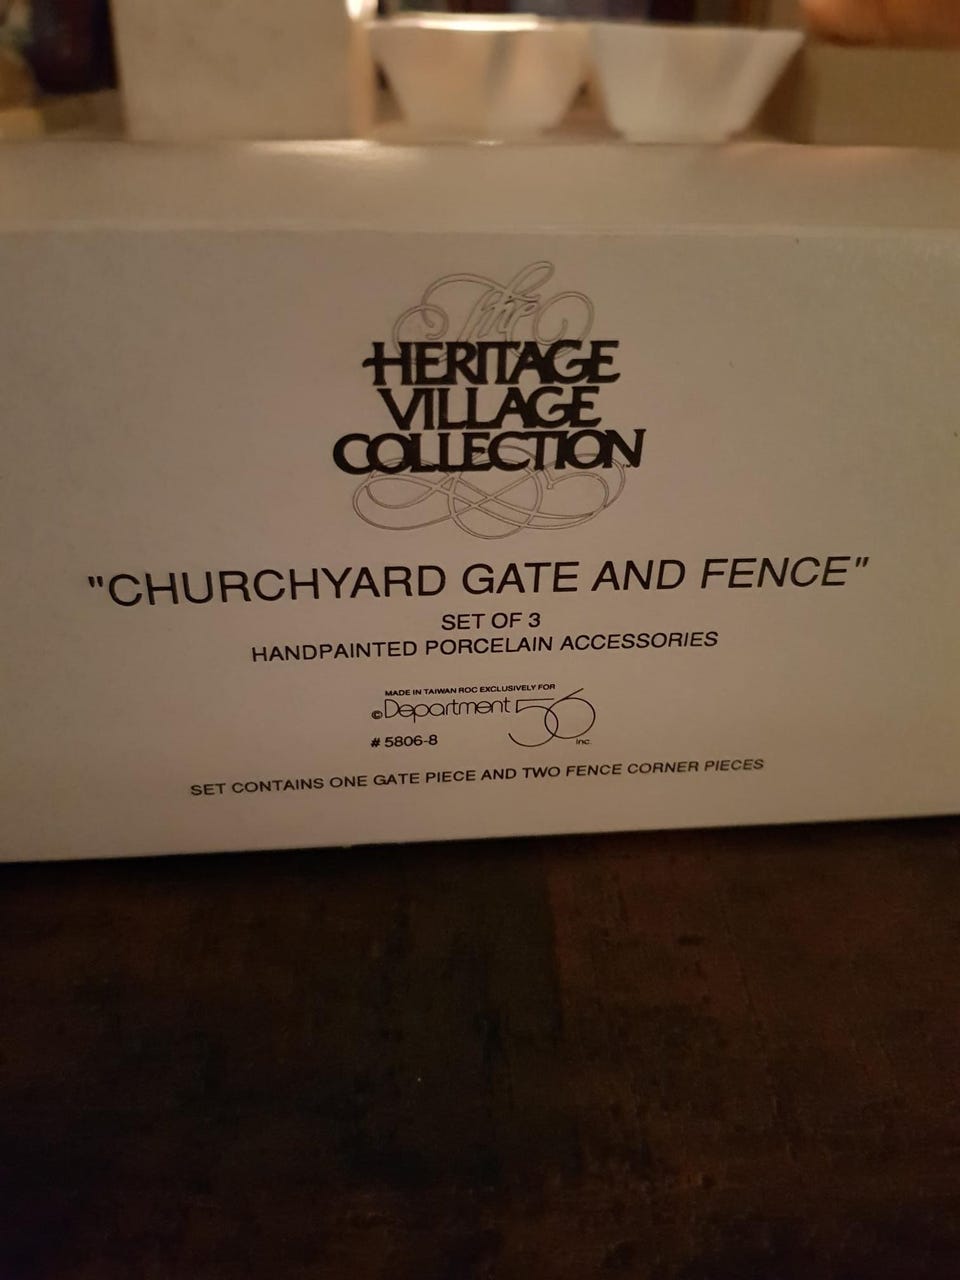 The
HERITAGE
VILLAGE
COLLECTION
"CHURCHYARD GATE AND FENCE"
SET OF 3
HANDPAINTED PORCELAIN ACCESSORIES
MADE IN TAIWAN ROC EXCLUSIVELY FOR
©Department 56
# 5806-8 inc.
SET CONTAINS ONE GATE PIECE AND TWO FENCE CORNER PIECES